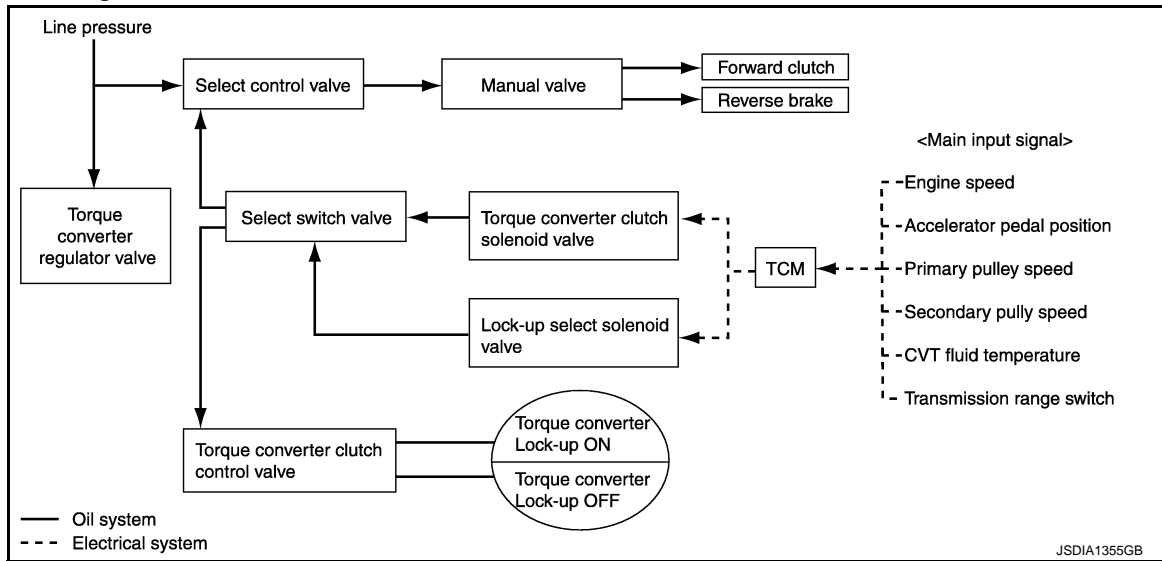 Line pressure
Select control valve
Manual valve
Forward clutch
Reverse brake
<Main input signal>
Torque
converter
regulator valve
Select switch valve
Torque converter clutch
solenoid valve
Lock-up select solenoid
valve
TCM
Engine speed
Accelerator pedal position
Primary pulley speed
Secondary pully speed
CVT fluid temperature
Transmission range switch
Torque converter clutch
control valve
Torque converter
Lock-up ON
Torque converter
Lock-up OFF
Oil system
Electrical system
JSDIA1355GB